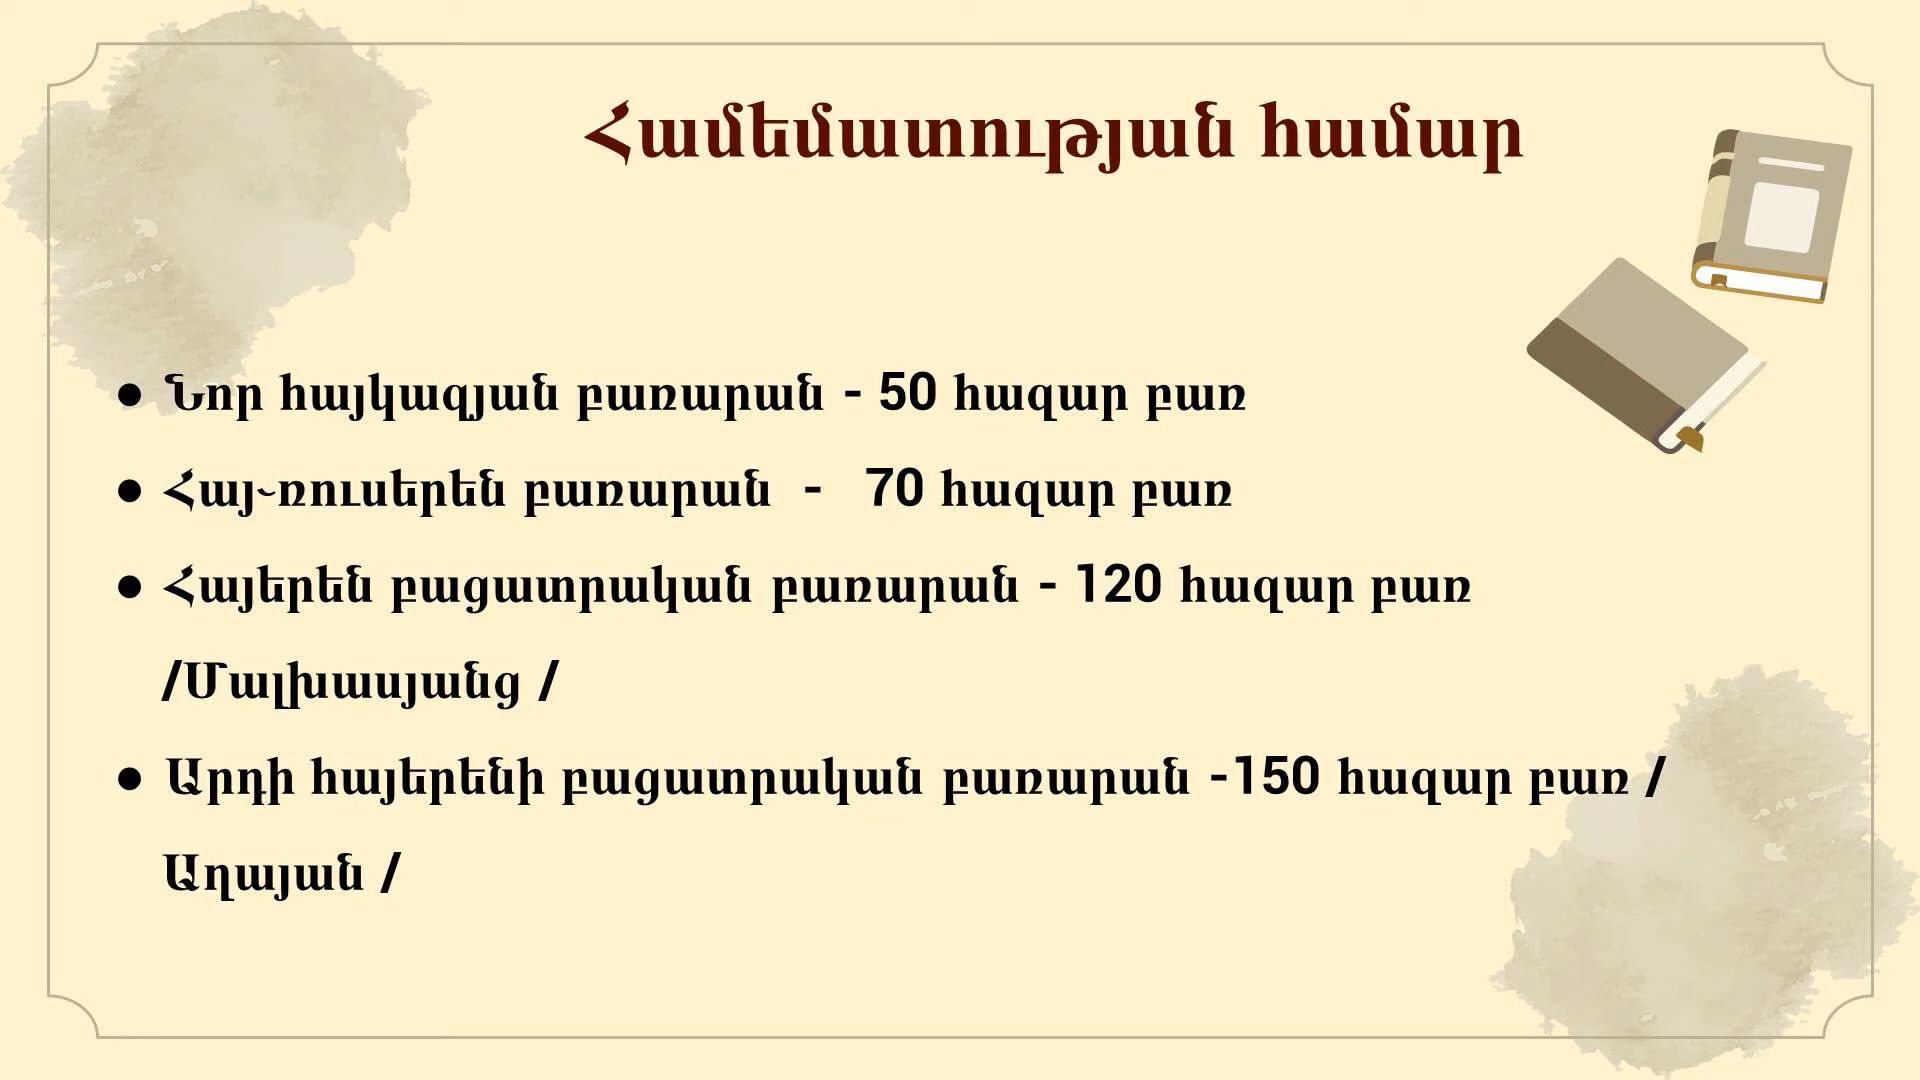 Համեմատության համար
● Նոր հայկազյան բառարան - 50 հազար բառ
● Հայ֊ռուսերեն բառարան - 70 հազար բառ
● Հայերեն բացատրական բառարան - 120 հազար բառ
/Մալխասյանց /
● Արդի հայերենի բացատրական բառարան -150 հազար բառ /
Աղայան /